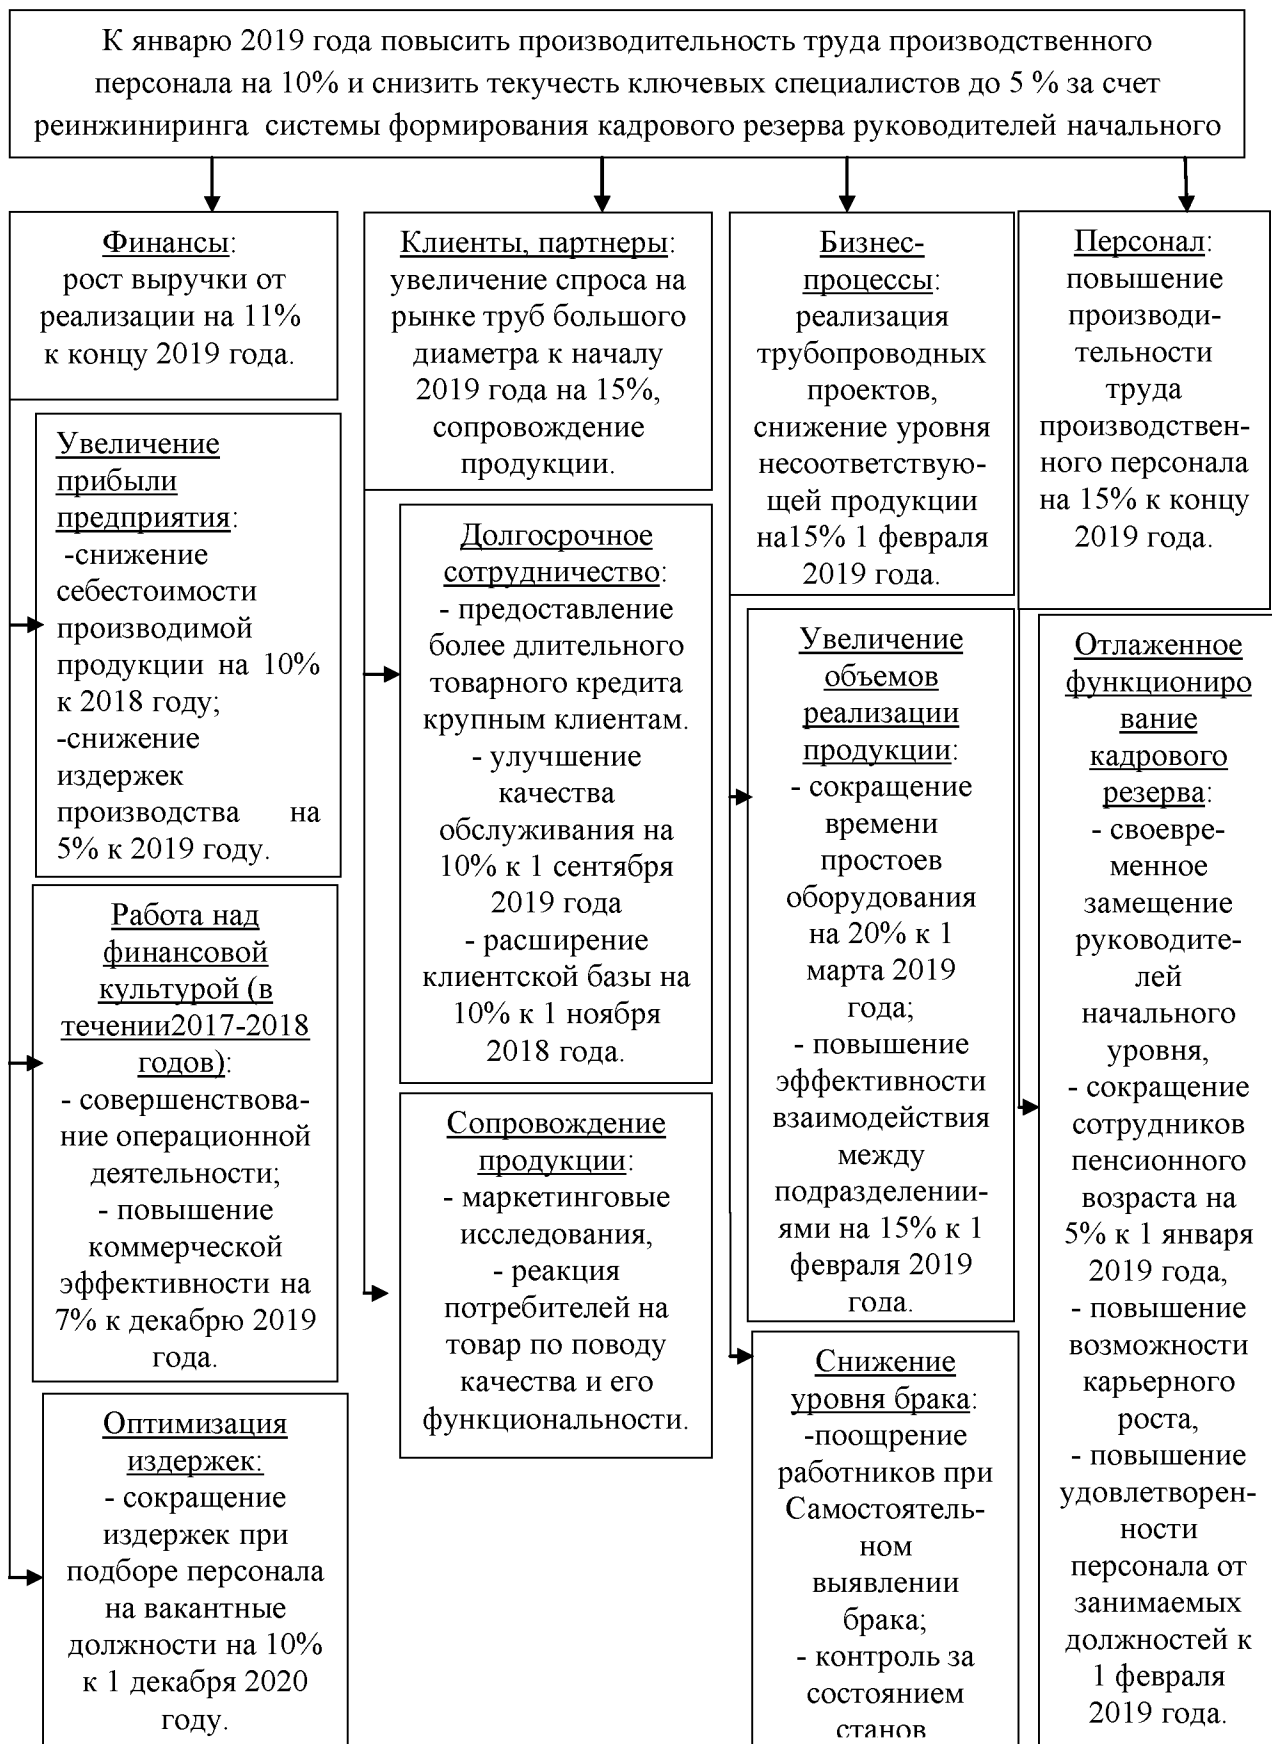 К январю 2019 года повысить производительность труда производственного
персонала на 10% и снизить текучесть ключевых специалистов до 5 % за счет
реинжиниринга системы формирования кадрового резерва руководителей начального
Финансы:
рост выручки от
реализации на 11%
к концу 2019 года.
Увеличение
прибыли
предприятия:
-снижение
себестоимости
производимой
продукции на 10%
к 2018 году;
-снижение
издержек
производства на
5% к 2019 году.
Работа над
финансовой
культурой (в
течении2017-2018
годов):
- совершенствова-
ние операционной
деятельности;
- повышение
коммерческой
эффективности на
7% к декабрю 2019
года.
Оптимизация
издержек:
- сокращение
издержек при
подборе персонала
на вакантные
должности на 10%
к 1 декабря 2020
году.
Клиенты, партнеры:
увеличение спроса на
рынке труб большого
диаметра к началу
2019 года на 15%,
сопровождение
продукции.
Долгосрочное
сотрудничество:
- предоставление
более длительного
товарного кредита
крупным клиентам.
- улучшение
качества
обслуживания на
10% к 1 сентября
2019 года
- расширение
клиентской базы на
10% к 1 ноября
2018 года.
Сопровождение
продукции:
- маркетинговые
исследования,
- реакция
потребителей на
товар по поводу
качества и его
функциональности.
Бизнес-
процессы:
реализация
трубопроводных
проектов,
снижение уровня
несоответствую-
щей продукции
на15% 1 февраля
2019 года.
Увеличение
объемов
реализации
продукции:
- сокращение
времени
простоев
оборудования
на 20% к 1
марта 2019
года;
- повышение
эффективности
взаимодействия
между
подразделении-
ями на 15% к 1
февраля 2019
года.
Снижение
уровня брака:
-поощрение
работников при
Самостоятель-
ном
выявлении
брака;
- контроль за
состоянием
станов
Персонал:
повышение
производи-
тельности
труда
производствен-
ного персонала
на 15% к концу
2019 года.
Отлаженное
функциониро
вание
кадрового
резерва:
- своевре-
менное
замещение
руководите-
лей
начального
уровня,
- сокращение
сотрудников
пенсионного
возраста на
5% к 1 января
2019 года,
- повышение
возможности
карьерного
роста,
- повышение
удовлетворен-
ности
персонала от
занимаемых
должностей к
1 февраля
2019 года.